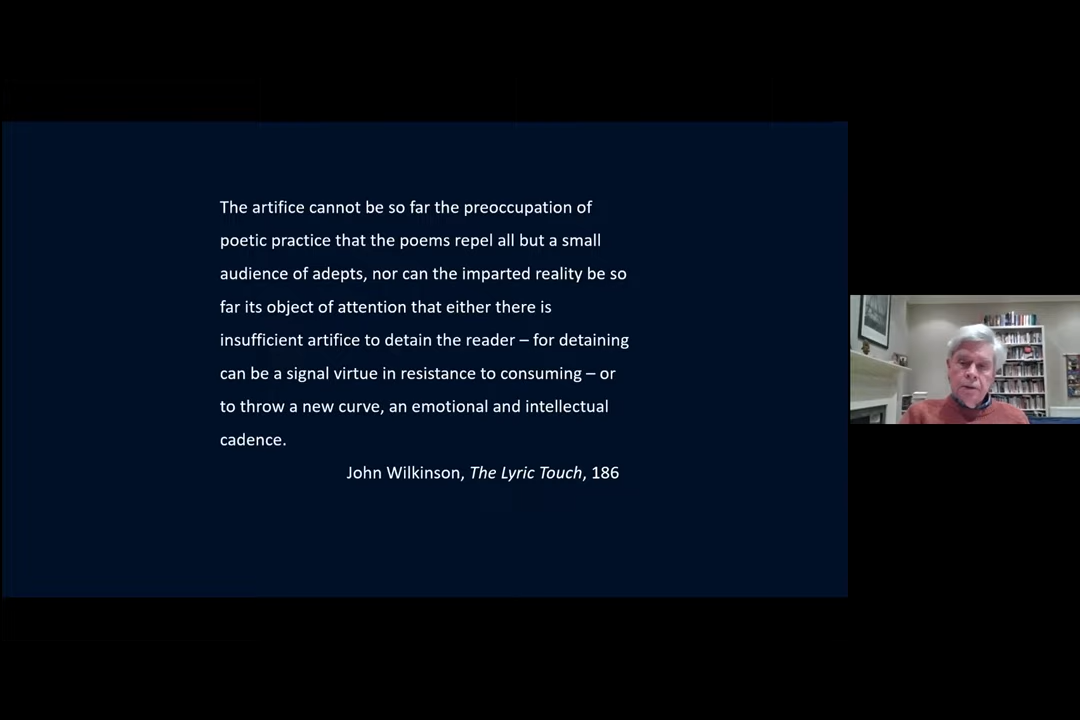 The artifice cannot be so far the preoccupation of
poetic practice that the poems repel all but a small
audience of adepts, nor can the imparted reality be so
far its object of attention that either there is
insufficient artifice to detain the reader – for detaining
can be a signal virtue in resistance to consuming – or
to throw a new curve, an emotional and intellectual
cadence.
John Wilkinson, The Lyric Touch, 186